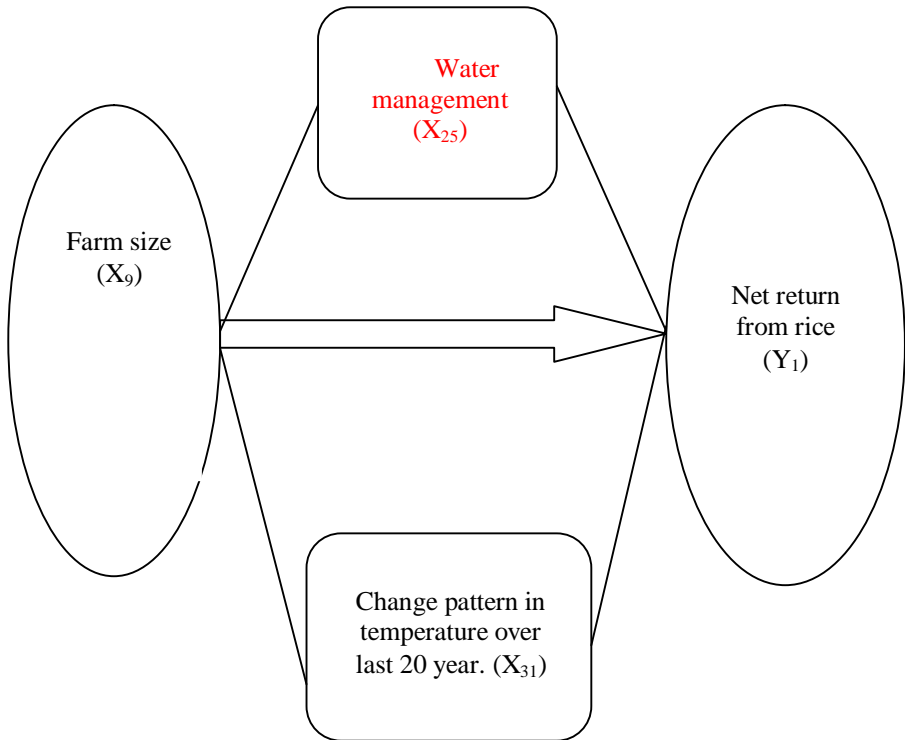 Water
management
(X₂₅)
Farm size
(X₉)
Net return
from rice
(Y₁)
Change pattern in
temperature over
last 20 year. (X₃₁)